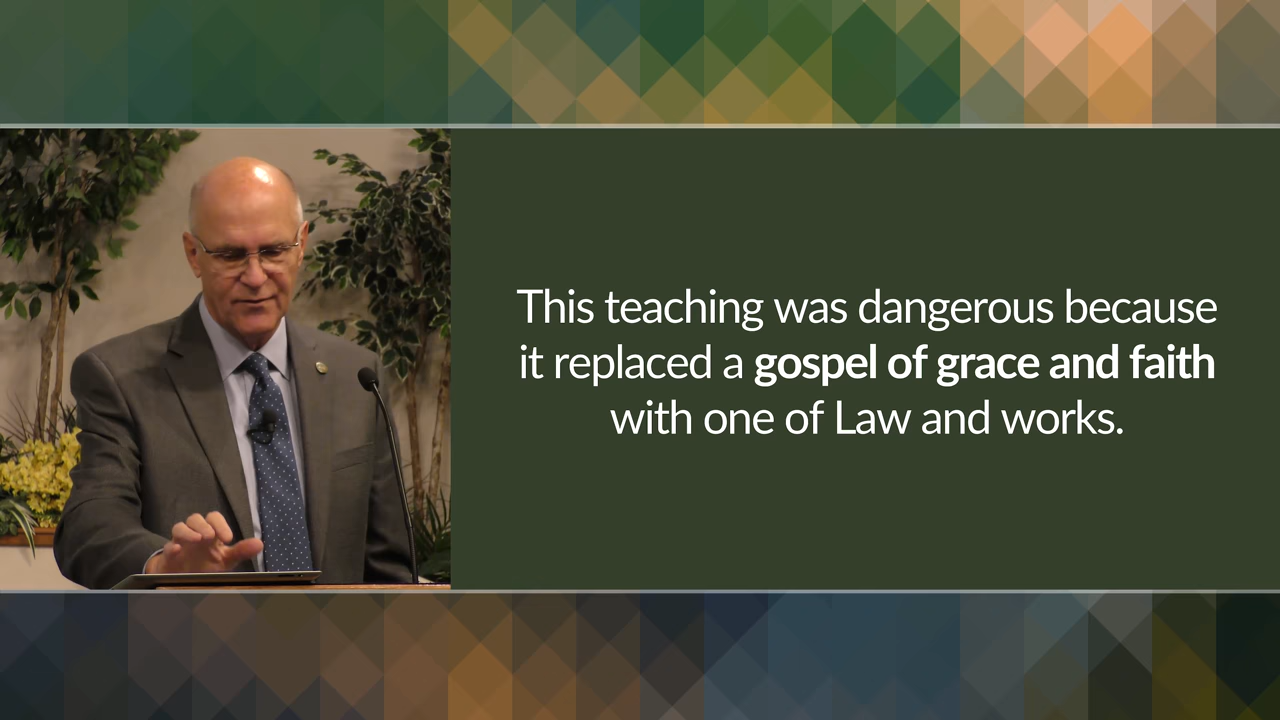 This teaching was dangerous because
it replaced a gospel of grace and faith
with one of Law and works.